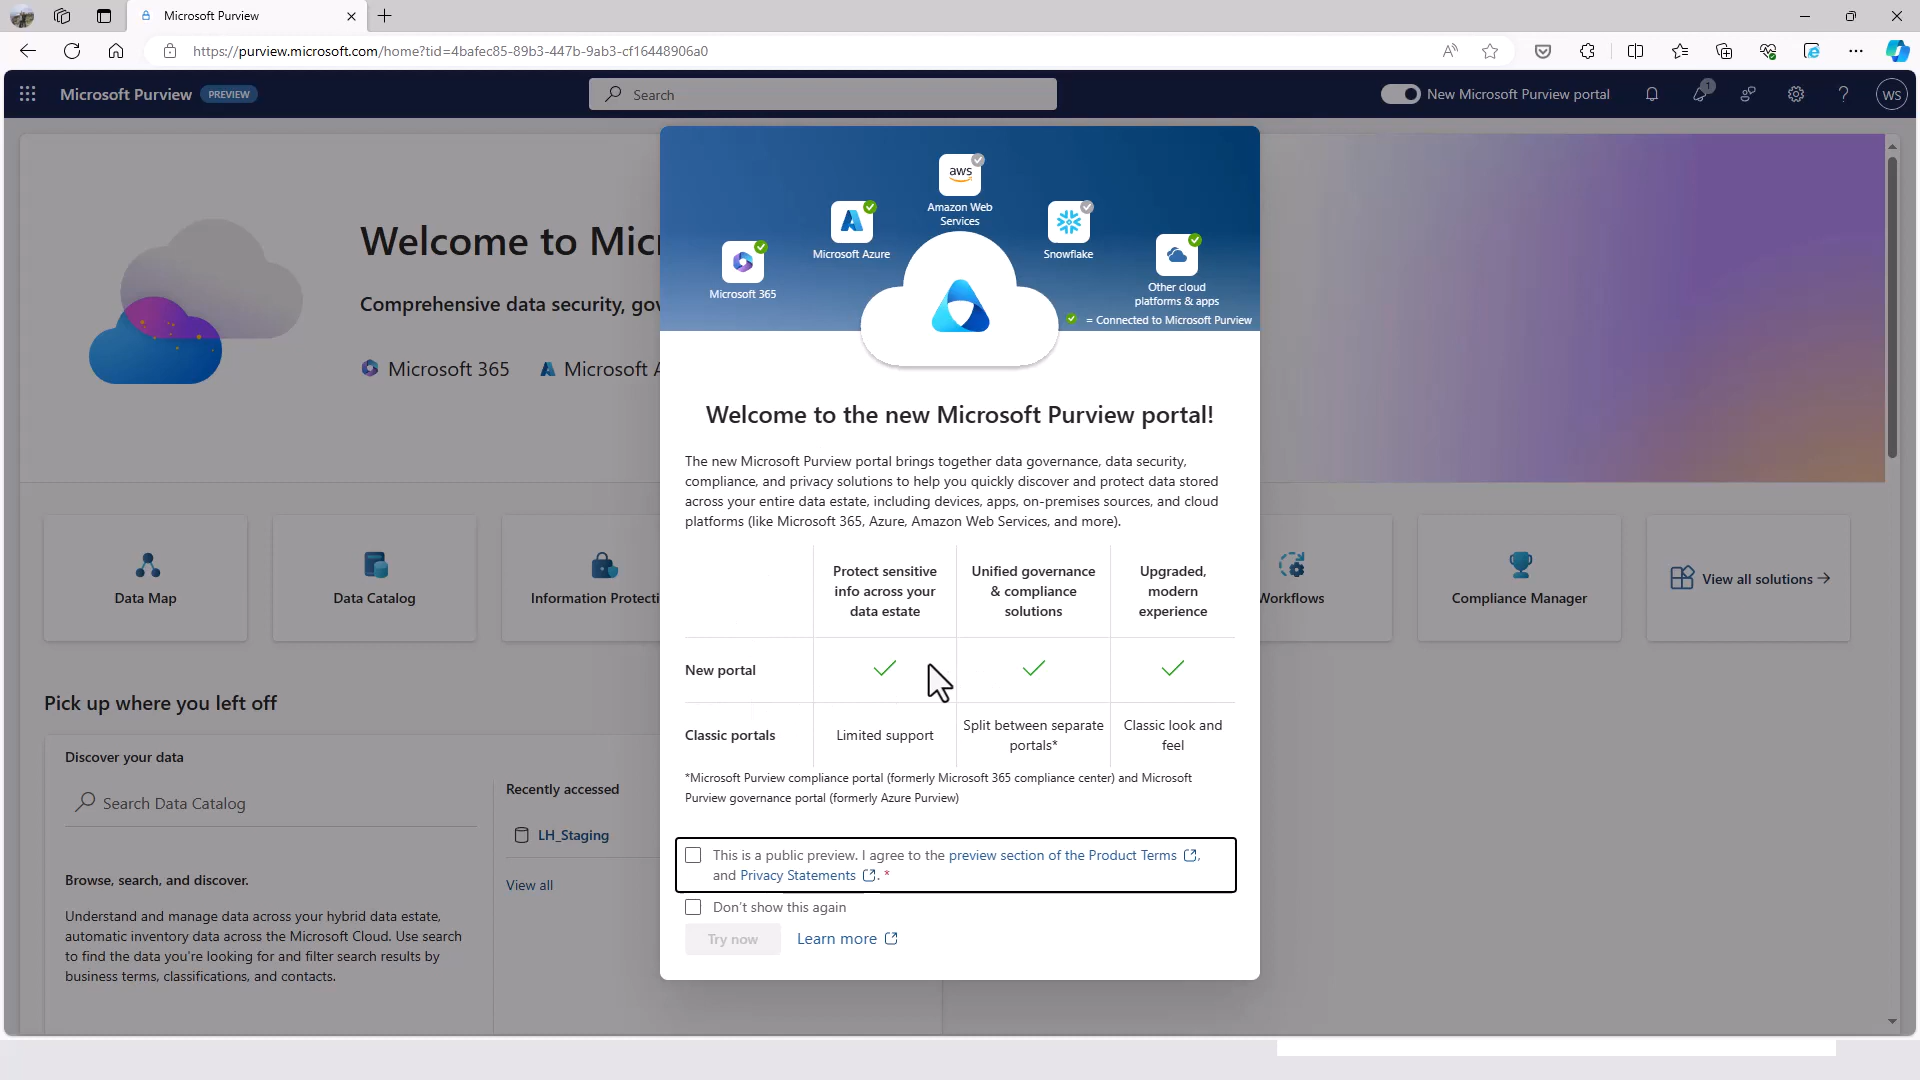 Microsoft Purview
https://purview.microsoft.com/home?tid=4bafec85-89b3-447b-9ab3-cf16448906a0
Microsoft Purview PREVIEW
Search
New Microsoft Purview portal
1
WS
aws
Amazon Web
Services
Microsoft Azure
Snowflake
Microsoft 365
Other cloud
platforms & apps
= Connected to Microsoft Purview
Welcome to Micr
Comprehensive data security, gov
Microsoft 365
Microsoft A
Welcome to the new Microsoft Purview portal!
The new Microsoft Purview portal brings together data governance, data security,
compliance, and privacy solutions to help you quickly discover and protect data stored
across your entire data estate, including devices, apps, on-premises sources, and cloud
platforms (like Microsoft 365, Azure, Amazon Web Services, and more).
Protect sensitive
info across your
data estate
Unified governance
& compliance
solutions
Upgraded,
modern
experience
New portal
Classic portals
Limited support
Split between separate
portals*
Classic look and
feel
*Microsoft Purview compliance portal (formerly Microsoft 365 compliance center) and Microsoft
Purview governance portal (formerly Azure Purview)
This is a public preview. I agree to the preview section of the Product Terms ,
and Privacy Statements . *
Don't show this again
Try now
Learn more
Data Map
Data Catalog
Information Protecti
Workflows
Compliance Manager
View all solutions
Pick up where you left off
Discover your data
Search Data Catalog
Browse, search, and discover.
Understand and manage data across your hybrid data estate,
automatic inventory data across the Microsoft Cloud. Use search
to find the data you're looking for and filter search results by
business terms, classifications, and contacts.
Recently accessed
LH_Staging
View all